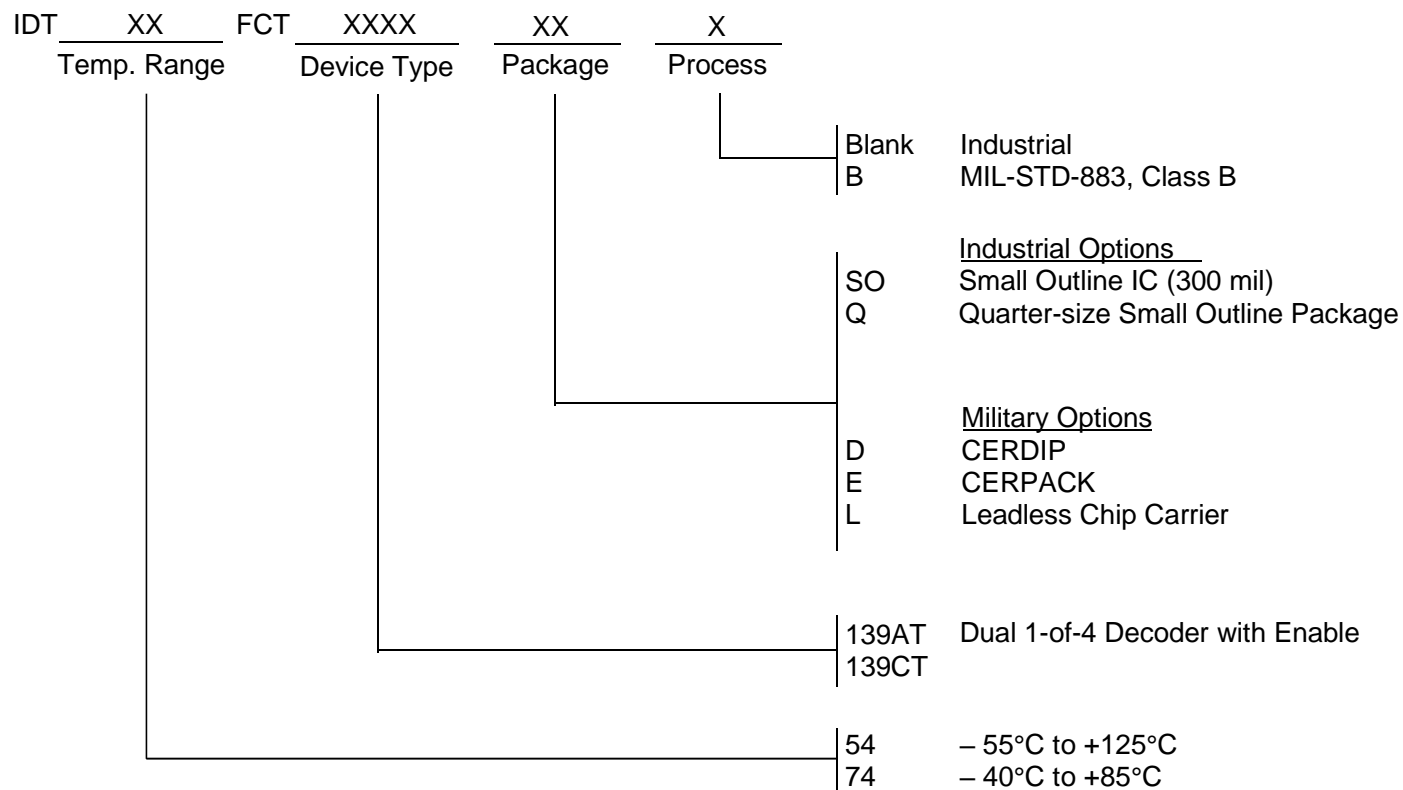 IDT XX FCT XXXX XX X
Temp. Range Device Type Package Process
Blank Industrial
B MIL-STD-883, Class B
Industrial Options
SO Small Outline IC (300 mil)
Q Quarter-size Small Outline Package
Military Options
D CERDIP
E CERPACK
L Leadless Chip Carrier
139AT Dual 1-of-4 Decoder with Enable
139CT
54 – 55°C to +125°C
74 – 40°C to +85°C